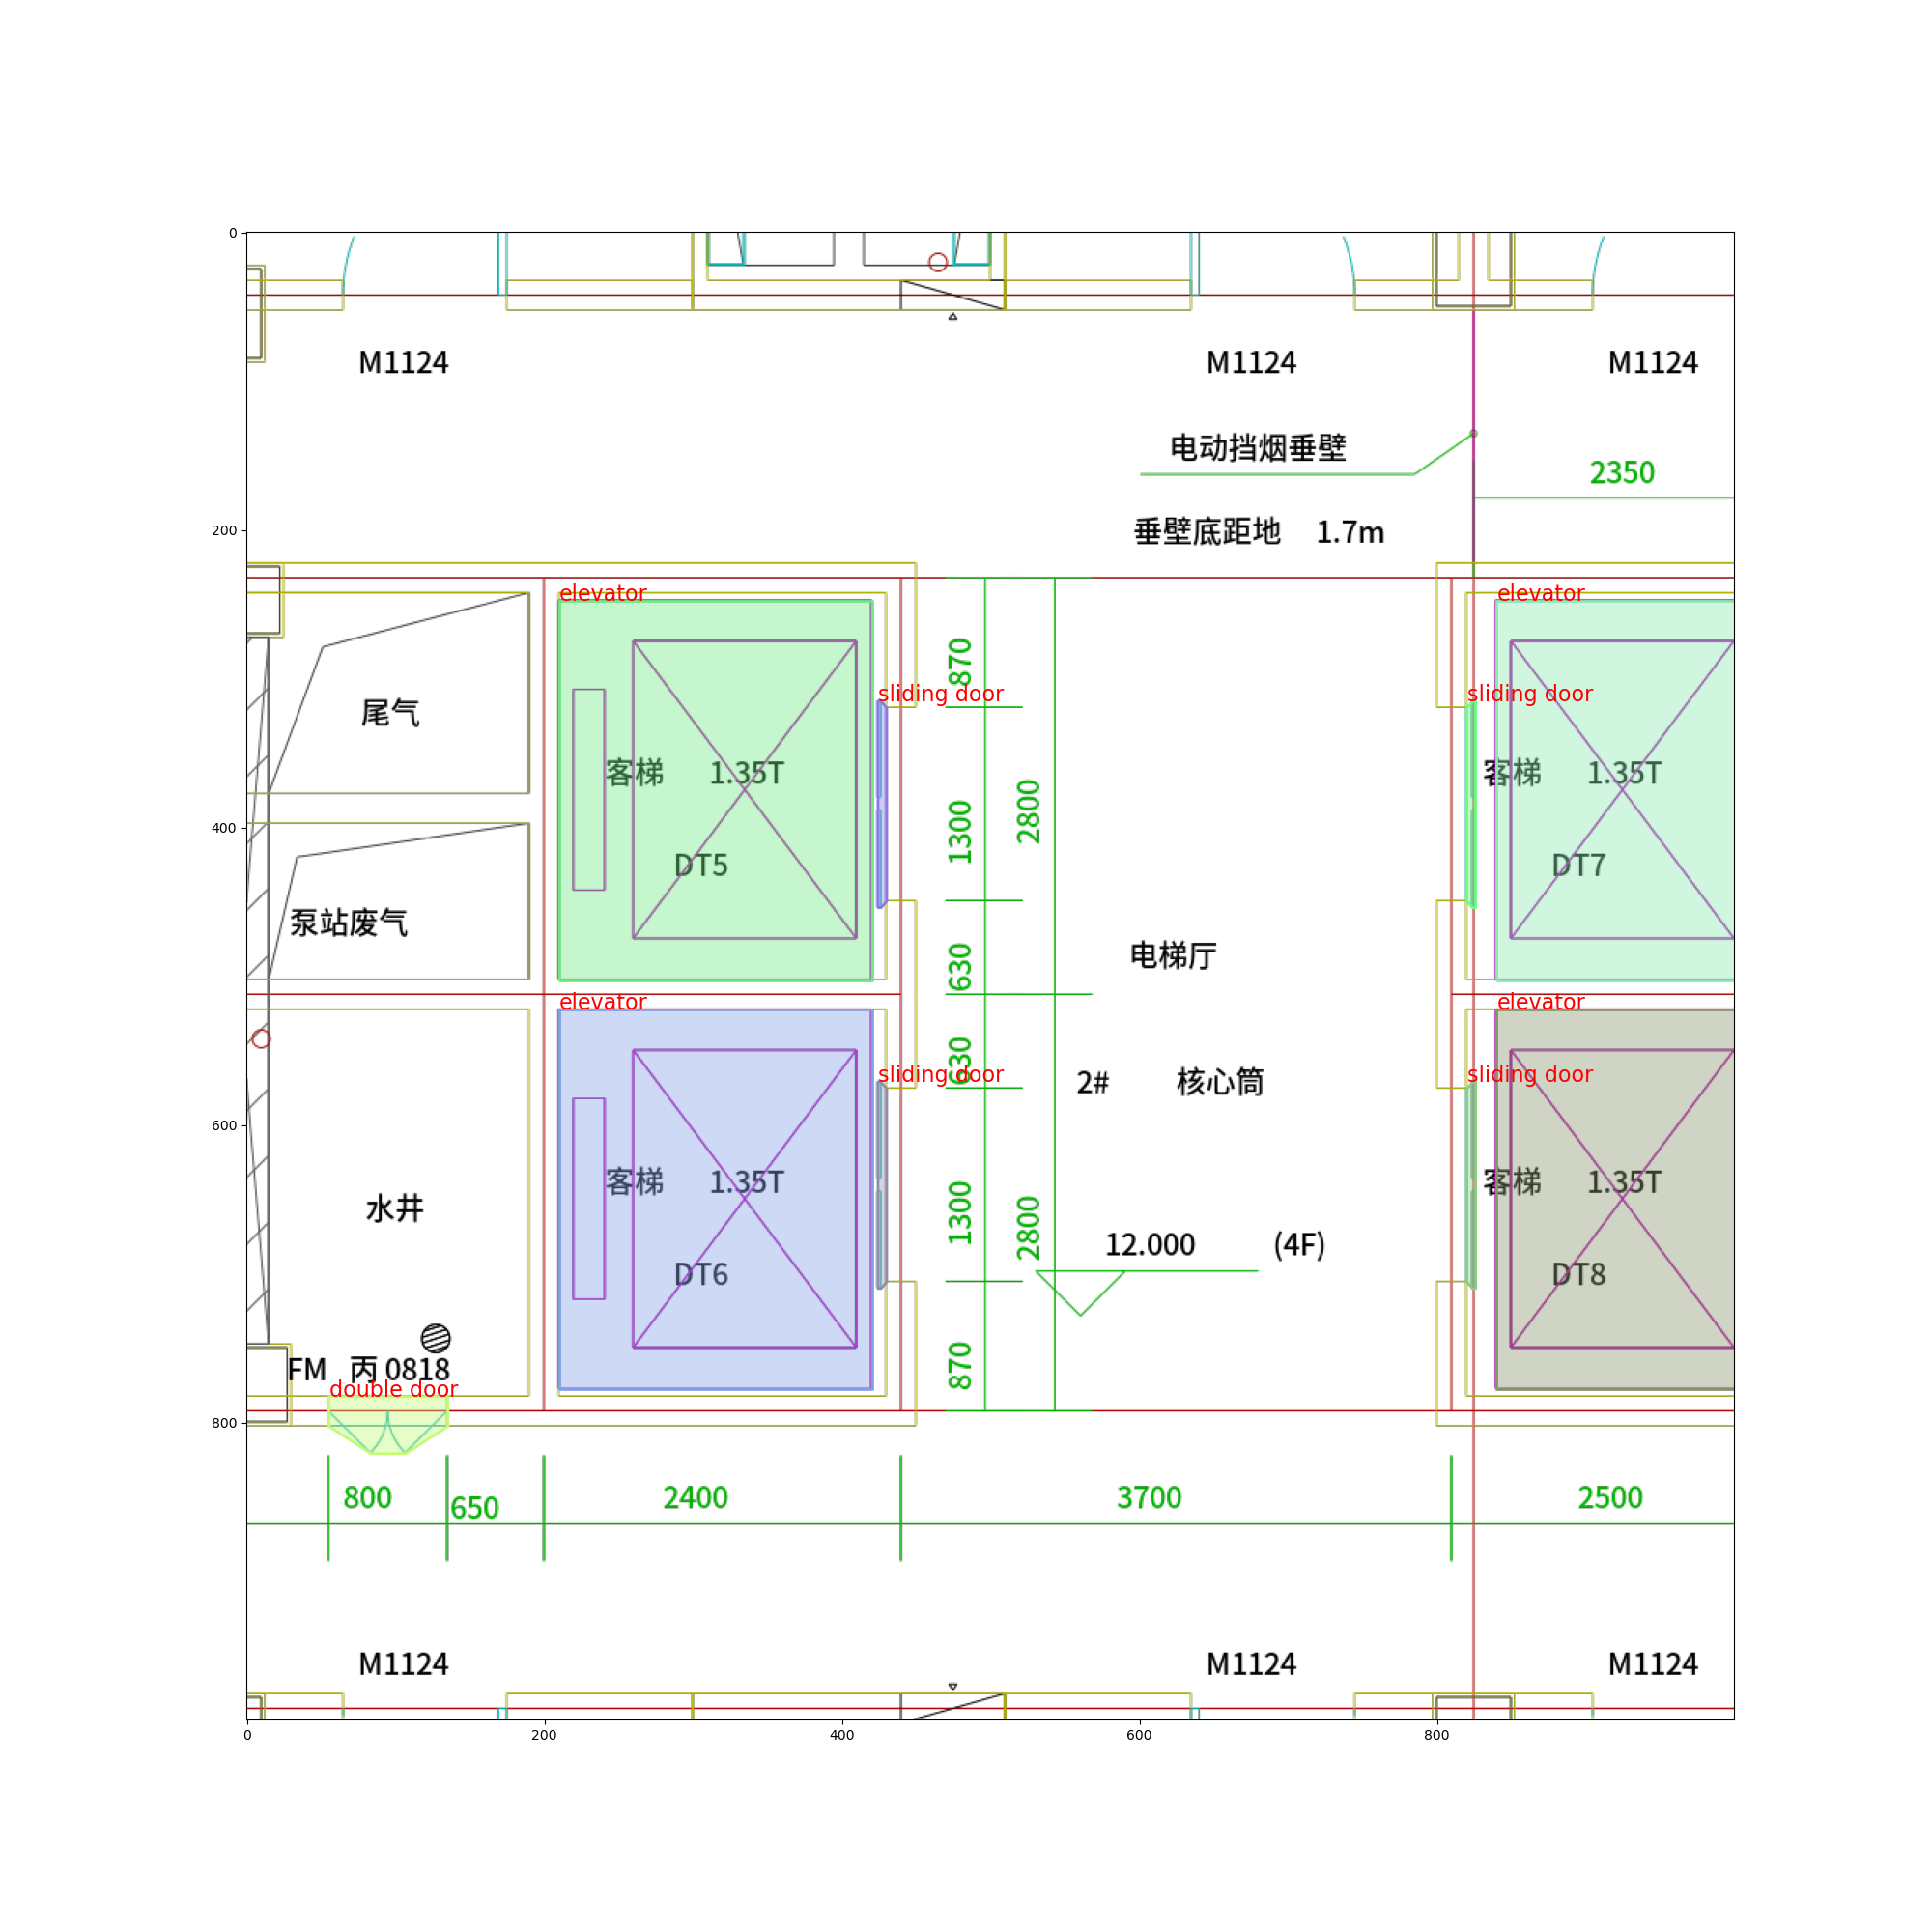 0
M1124
M1124
M1124
电动挡烟垂壁
2350
200
垂壁底距地 1.7m
elevator
elevator
870
sliding door
sliding door
尾气
客梯 1.35T
客梯 1.35T
2800
400
1300
DT5
DT7
泵站废气
电梯厅
630
elevator
elevator
630
sliding door
sliding door
2# 核心筒
600
客梯 1.35T
客梯 1.35T
水井
1300
2800
12.000 (4F)
DT6
DT8
FM 丙 0818
870
double door
800
800
650
2400
3700
2500
M1124
M1124
M1124
0
200
400
600
800